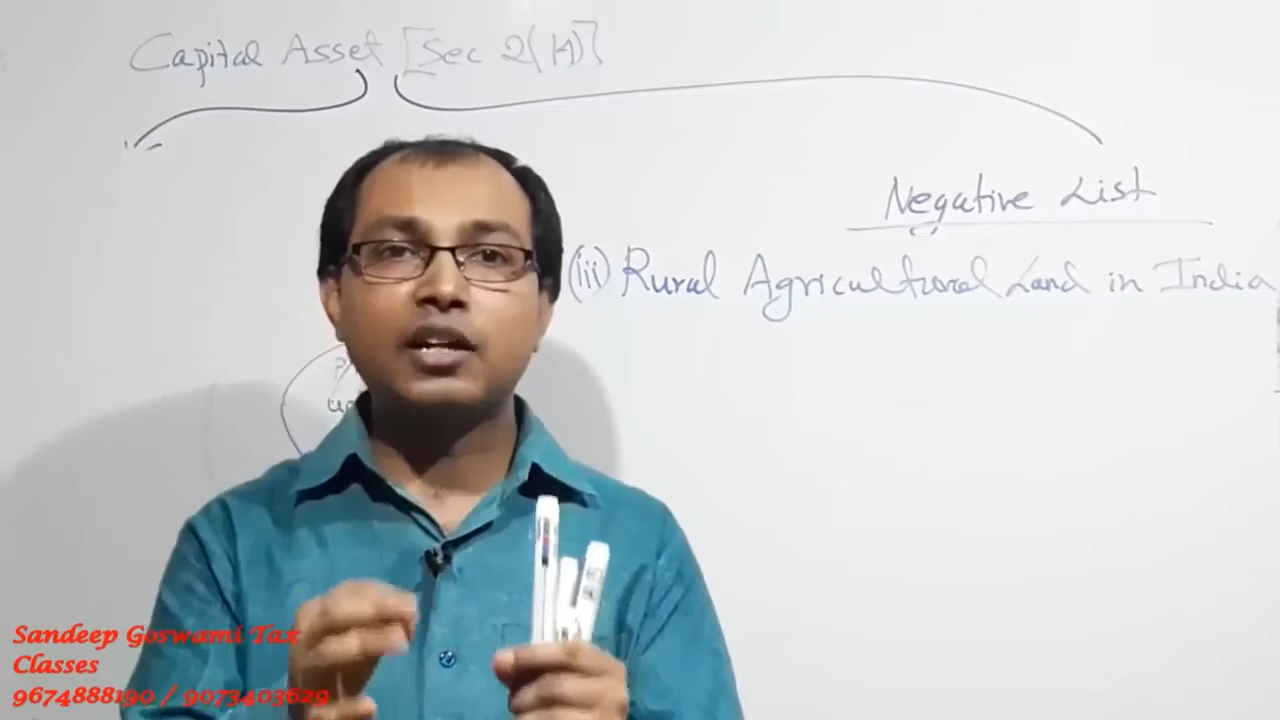 Capital Asset [Sec 2(14)]
Negative List
(iii) Rural Agricultural Land in India
Sandeep Goswami Tax
Classes
9674888190 / 9073403629